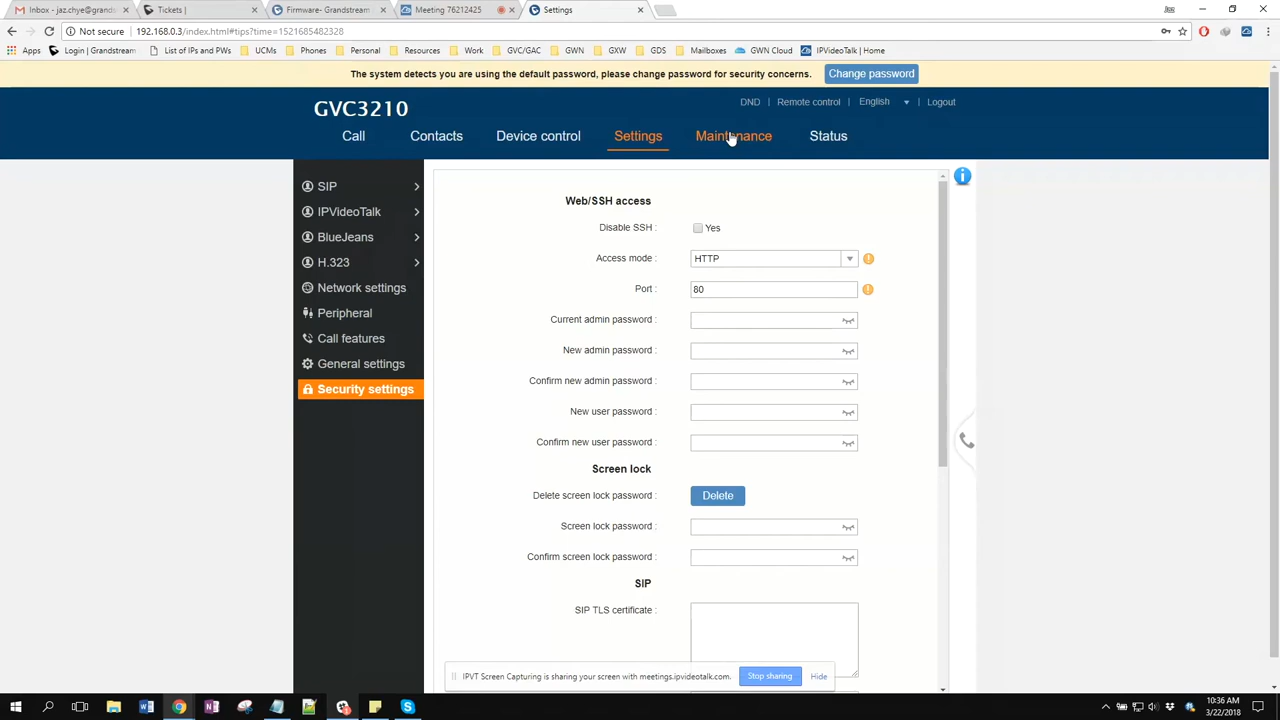 Inbox - jaz.chye@grands
Tickets |
Firmware- Grandstream
Meeting 76212425
Settings
Not secure | 192.168.0.3/index.html#tips?time=1521685482328
Apps Login | Grandstream List of IPs and PWs UCMs Phones Personal Resources Work GVC/GAC GWN GXW GDS Mailboxes GWN Cloud IPVideoTalk | Home
The system detects you are using the default password, please change password for security concerns. Change password
GVC3210
DND | Remote control | English | Logout
Call Contacts Device control Settings Maintenance Status
SIP
IPVideoTalk
BlueJeans
H.323
Network settings
Peripheral
Call features
General settings
Security settings
Web/SSH access
Disable SSH : Yes
Access mode : HTTP
Port : 80
Current admin password :
New admin password :
Confirm new admin password :
New user password :
Confirm new user password :
Screen lock
Delete screen lock password : Delete
Screen lock password :
Confirm screen lock password :
SIP
SIP TLS certificate :
IPVT Screen Capturing is sharing your screen with meetings.ipvideotalk.com. Stop sharing Hide
10:36 AM
3/22/2018